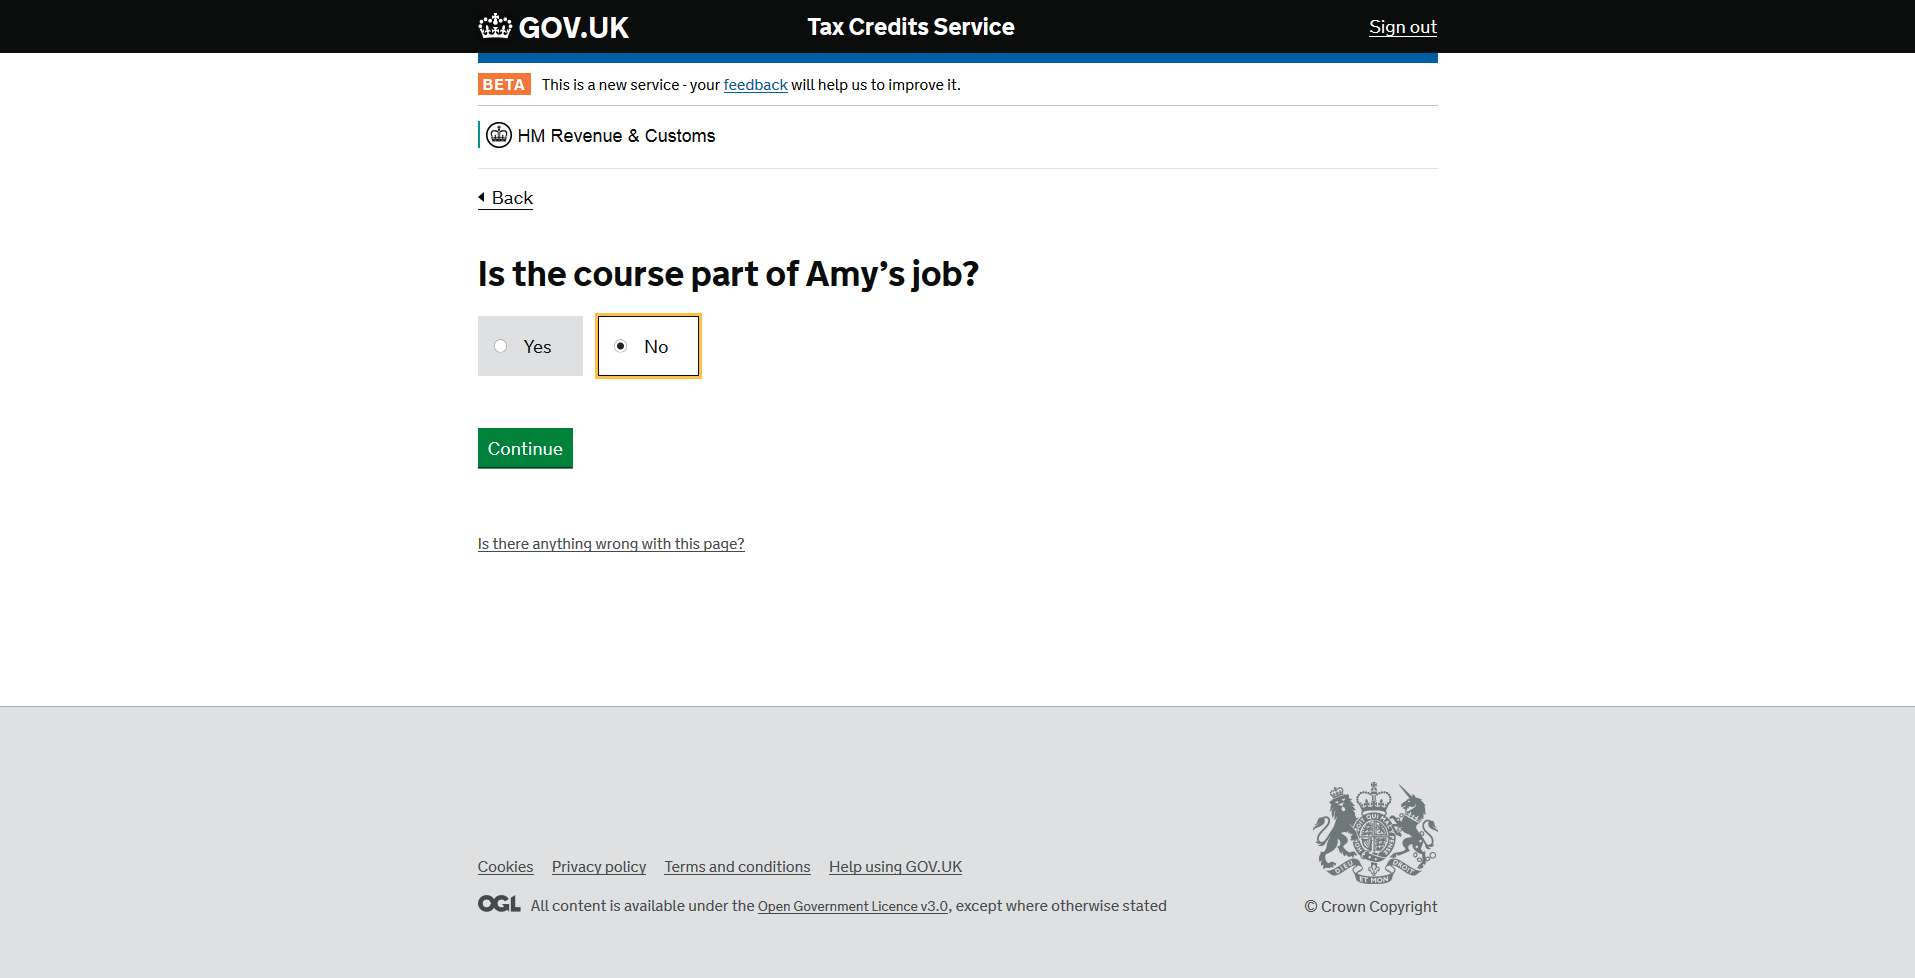 GOV.UK
Tax Credits Service
Sign out
BETA This is a new service - your feedback will help us to improve it.
HM Revenue & Customs
Back
Is the course part of Amy’s job?
Yes
No
Continue
Is there anything wrong with this page?
Cookies Privacy policy Terms and conditions Help using GOV.UK
OGL All content is available under the Open Government Licence v3.0, except where otherwise stated
© Crown Copyright